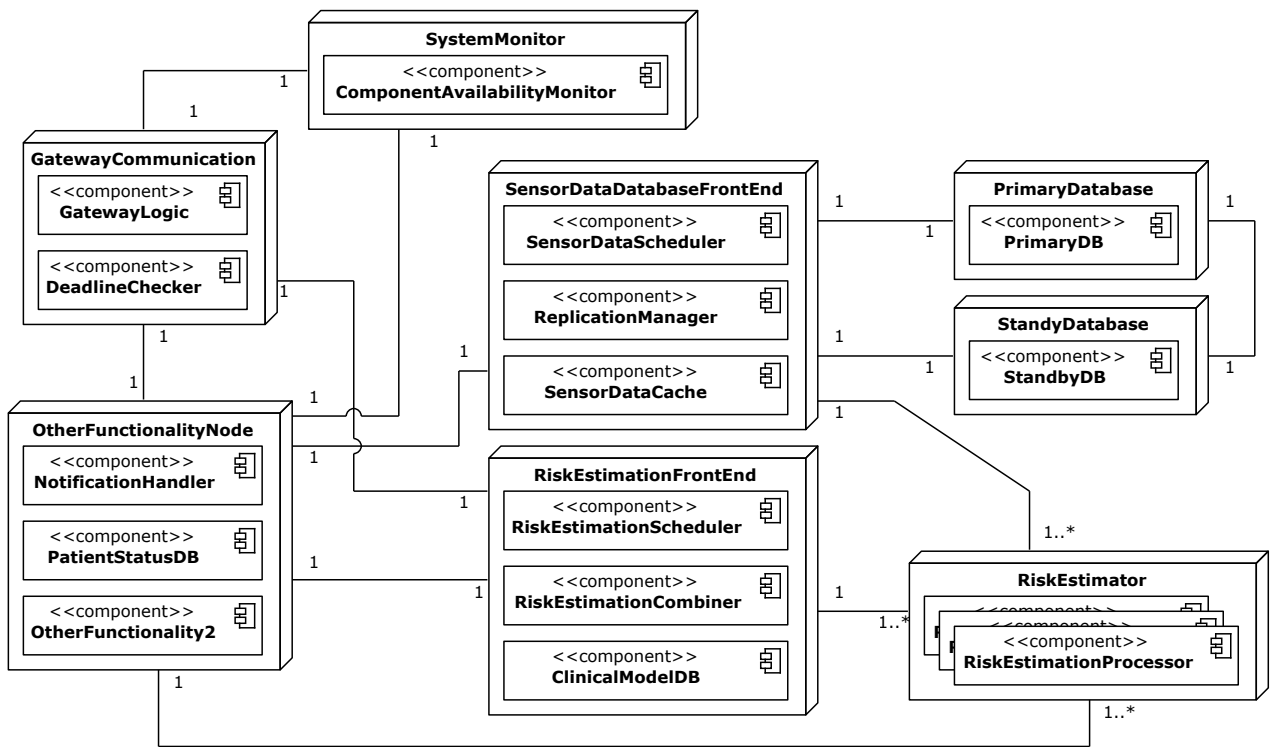 SystemMonitor
<<component>>
ComponentAvailabilityMonitor
1
1
1
GatewayCommunication
<<component>>
GatewayLogic
<<component>>
DeadlineChecker
1
1
1
SensorDataDatabaseFrontEnd
<<component>>
SensorDataScheduler
<<component>>
ReplicationManager
<<component>>
SensorDataCache
1
1
1
1
1
1
PrimaryDatabase
<<component>>
PrimaryDB
1
StandyDatabase
<<component>>
StandbyDB
1
OtherFunctionalityNode
<<component>>
NotificationHandler
<<component>>
PatientStatusDB
<<component>>
OtherFunctionality2
1
1
1
1
1
1
RiskEstimationFrontEnd
<<component>>
RiskEstimationScheduler
<<component>>
RiskEstimationCombiner
<<component>>
ClinicalModelDB
1
1..*
1..*
RiskEstimator
<<component>>
<<component>>
<<component>>
RiskEstimationProcessor
1..*